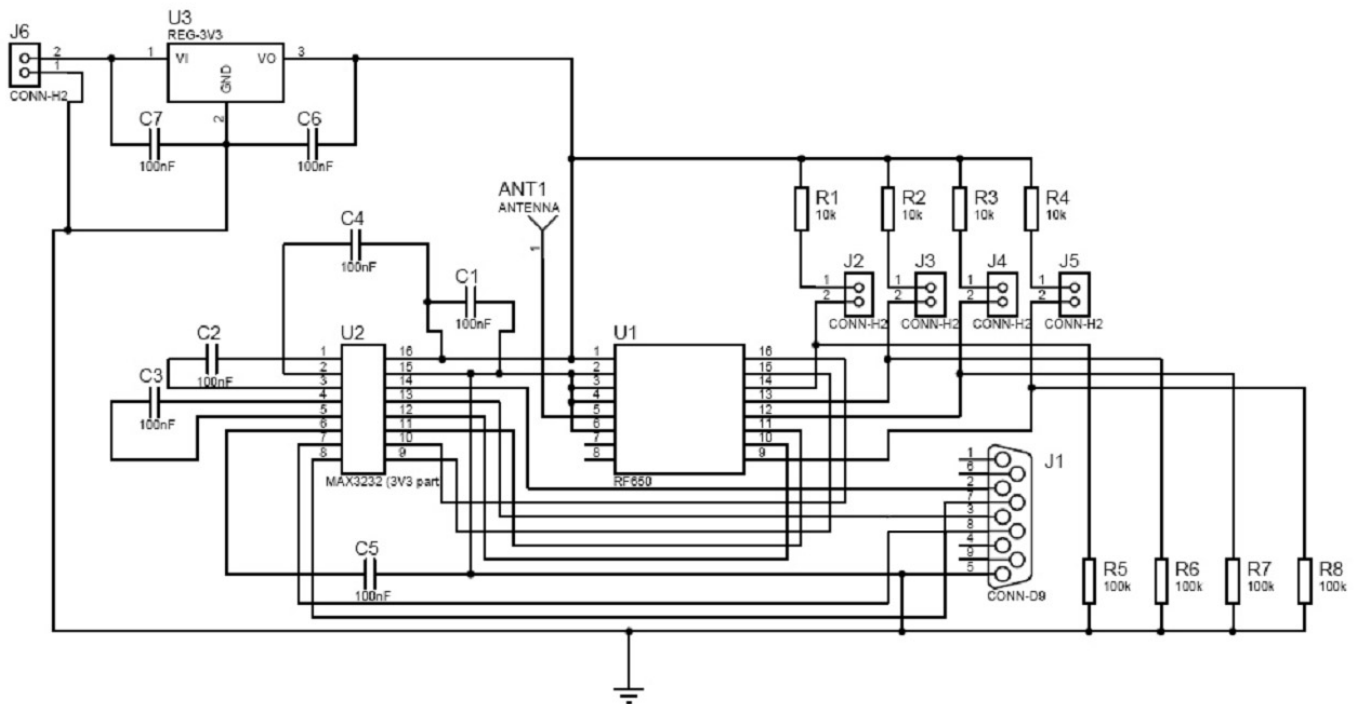 J6
2
1
CONN-H2
U3
REG-3V3
1
VI
VO
3
GND
2
C7
100nF
C6
100nF
ANT1
ANTENNA
1
C4
100nF
C1
100nF
C2
100nF
C3
100nF
U2
1
2
3
4
5
6
7
8
16
15
14
13
12
11
10
9
MAX3232 (3V3 part
U1
1
2
3
4
5
6
7
8
16
15
14
13
12
11
10
9
RF650
R1
10k
R2
10k
R3
10k
R4
10k
J2
1
2
CONN-H2
J3
1
2
CONN-H2
J4
1
2
CONN-H2
J5
1
2
CONN-H2
J1
1
6
2
7
3
8
4
9
5
CONN-D9
C5
100nF
R5
100k
R6
100k
R7
100k
R8
100k